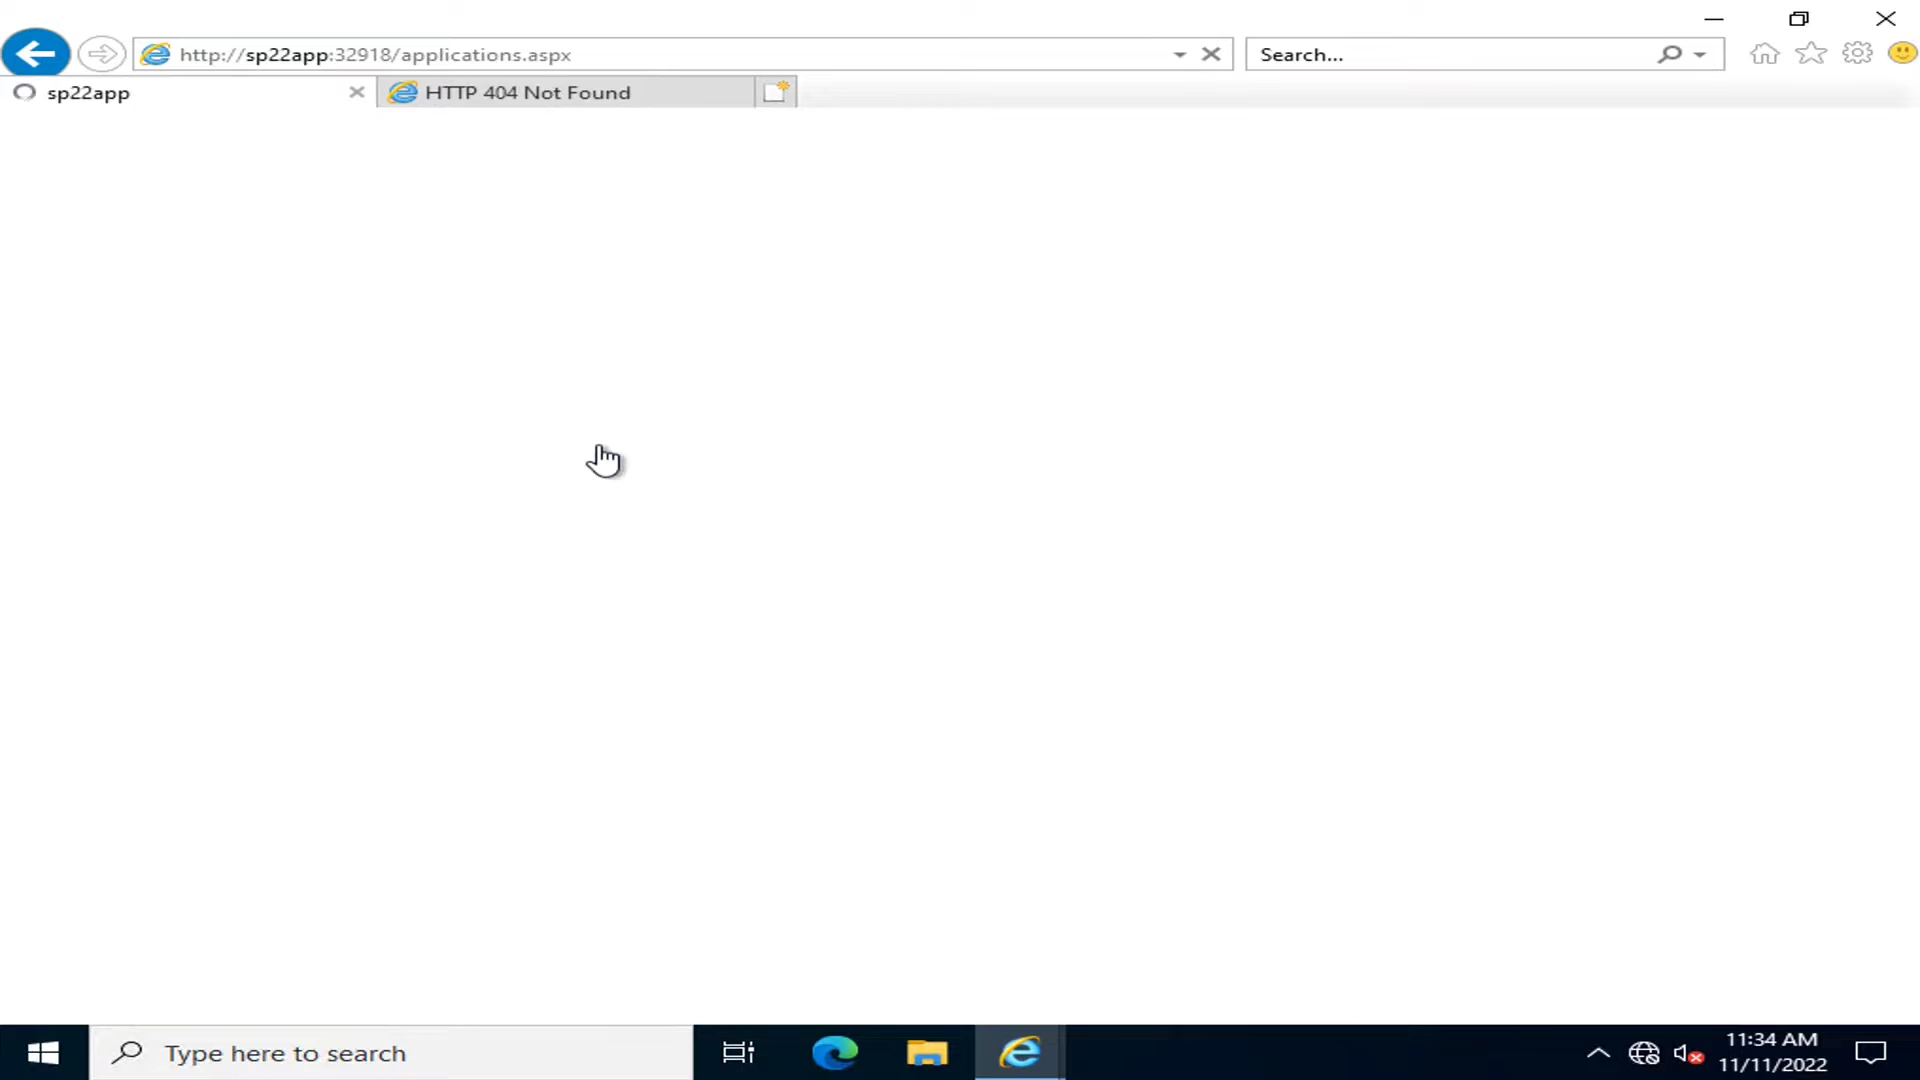 http://sp22app:32918/applications.aspx
Search...
sp22app
HTTP 404 Not Found
Type here to search
11:34 AM
11/11/2022